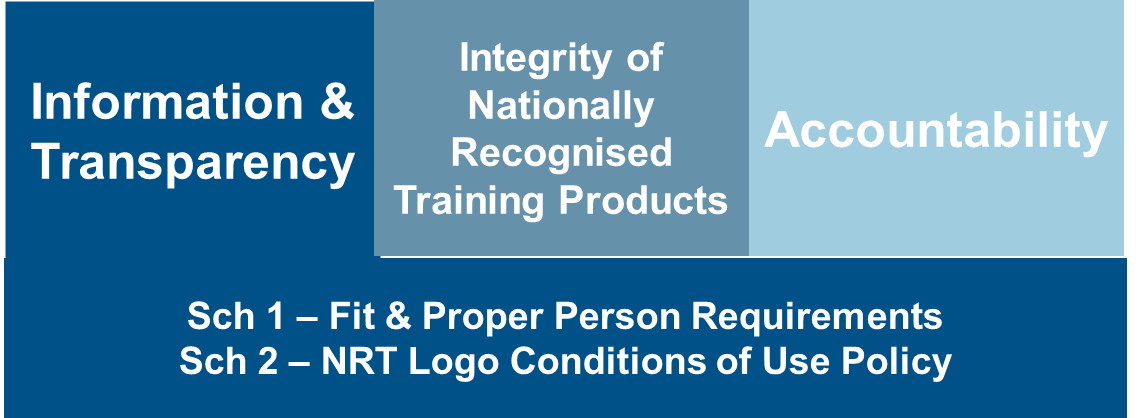 Information &
Transparency
Integrity of
Nationally
Recognised
Training Products
Accountability
Sch 1 – Fit & Proper Person Requirements
Sch 2 – NRT Logo Conditions of Use Policy